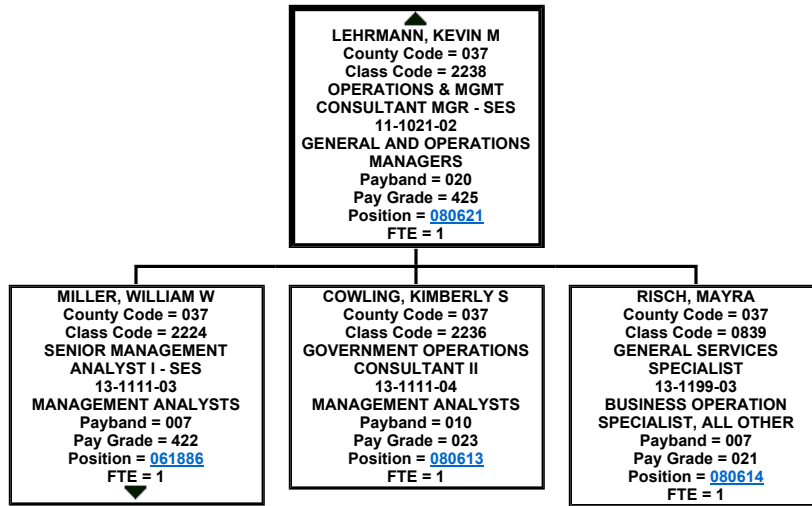 LEHRMANN, KEVIN M
County Code = 037
Class Code = 2238
OPERATIONS & MGMT
CONSULTANT MGR - SES
11-1021-02
GENERAL AND OPERATIONS
MANAGERS
Payband = 020
Pay Grade = 425
Position = 080621
FTE = 1
MILLER, WILLIAM W
County Code = 037
Class Code = 2224
SENIOR MANAGEMENT
ANALYST I - SES
13-1111-03
MANAGEMENT ANALYSTS
Payband = 007
Pay Grade = 422
Position = 061886
FTE = 1
COWLING, KIMBERLY S
County Code = 037
Class Code = 2236
GOVERNMENT OPERATIONS
CONSULTANT II
13-1111-04
MANAGEMENT ANALYSTS
Payband = 010
Pay Grade = 023
Position = 080613
FTE = 1
RISCH, MAYRA
County Code = 037
Class Code = 0839
GENERAL SERVICES
SPECIALIST
13-1199-03
BUSINESS OPERATION
SPECIALIST, ALL OTHER
Payband = 007
Pay Grade = 021
Position = 080614
FTE = 1